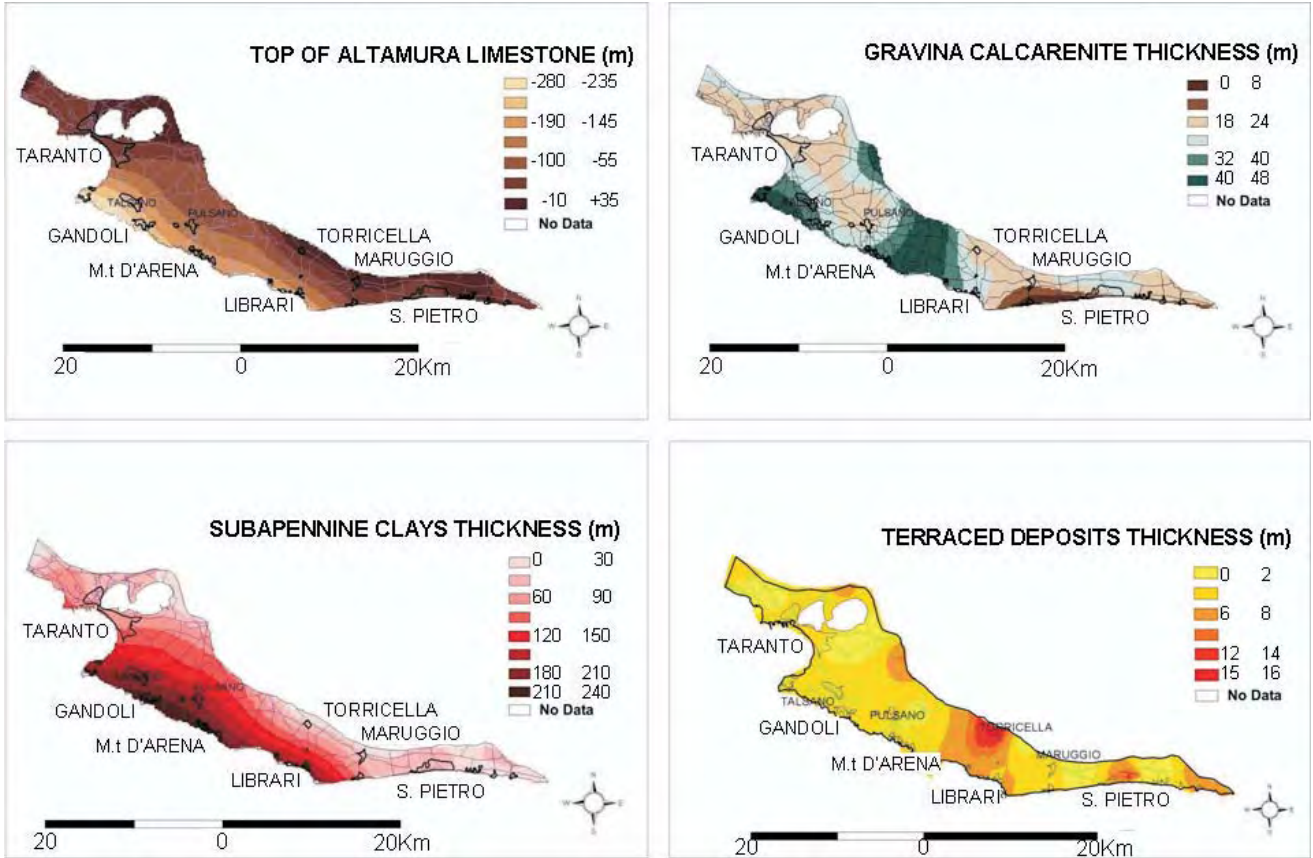 TOP OF ALTAMURA LIMESTONE (m)
-280 -235
-190 -145
-100 -55
-10 +35
No Data
TARANTO
TALSANO
PULSANO
GANDOLI
TORRICELLA
MARUGGIO
M.t D'ARENA
LIBRARI
S. PIETRO
N
W E
S
20 0 20Km
GRAVINA CALCARENITE THICKNESS (m)
0 8
18 24
32 40
40 48
No Data
TARANTO
PULSANO
GANDOLI
TORRICELLA
MARUGGIO
M.t D'ARENA
LIBRARI
S. PIETRO
N
W E
S
20 0 20Km
SUBAPENNINE CLAYS THICKNESS (m)
0 30
60 90
120 150
180 210
210 240
No Data
TARANTO
PULSANO
GANDOLI
TORRICELLA
MARUGGIO
M.t D'ARENA
LIBRARI
S. PIETRO
N
W E
S
20 0 20Km
TERRACED DEPOSITS THICKNESS (m)
0 2
6 8
12 14
15 16
No Data
TARANTO
TALSANO
PULSANO
GANDOLI
TORRICELLA
MARUGGIO
M.t D'ARENA
LIBRARI
S. PIETRO
N
W E
S
20 0 20Km